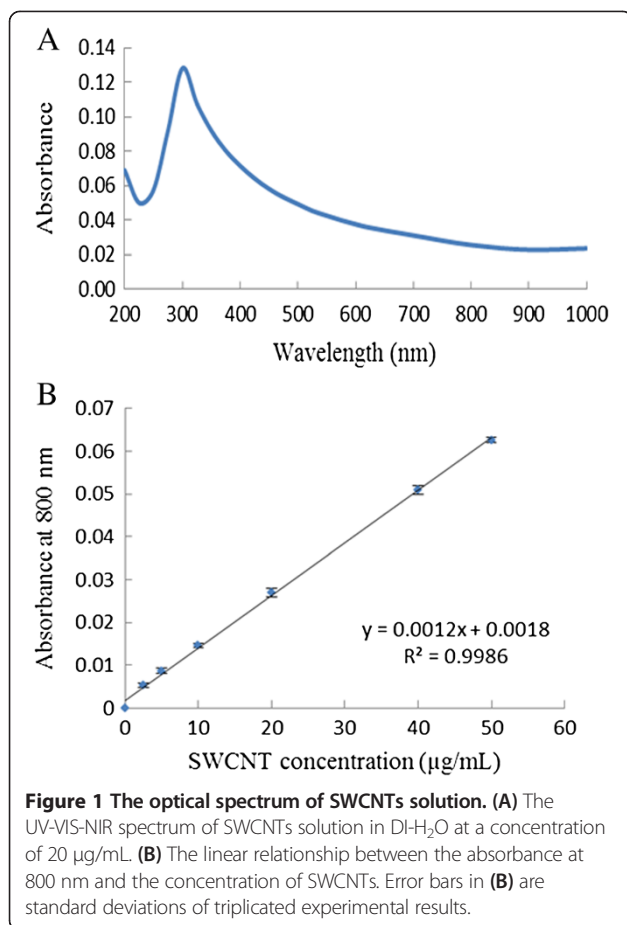 A
0.14
0.12
0.10
0.08
0.06
0.04
0.02
0.00
Absorbance
200 300 400 500 600 700 800 900 1000
Wavelength (nm)
B
0.07
0.06
0.05
0.04
0.03
0.02
0.01
0
Absorbance at 800 nm
y = 0.0012x + 0.0018
R² = 0.9986
0 10 20 30 40 50 60
SWCNT concentration (µg/mL)
Figure 1 The optical spectrum of SWCNTs solution. (A) The
UV-VIS-NIR spectrum of SWCNTs solution in DI-H₂O at a concentration
of 20 µg/mL. (B) The linear relationship between the absorbance at
800 nm and the concentration of SWCNTs. Error bars in (B) are
standard deviations of triplicated experimental results.